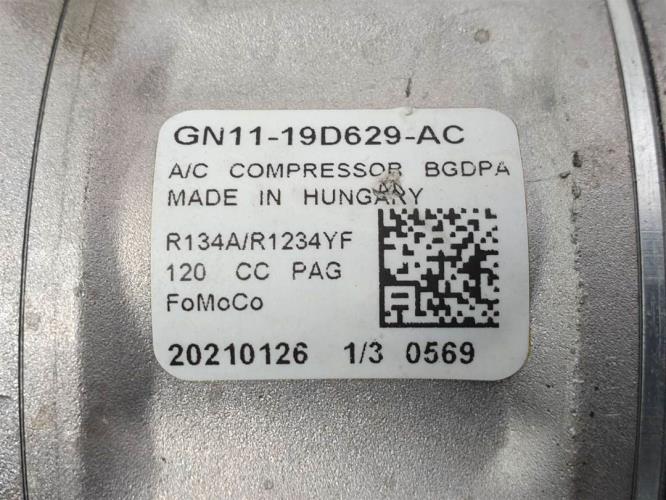 GN11-19D629-AC
A/C COMPRESSOR BGDPA
MADE IN HUNGARY
R134A/R1234YF
120 CC PAG
FoMoCo
20210126 1/3 0569